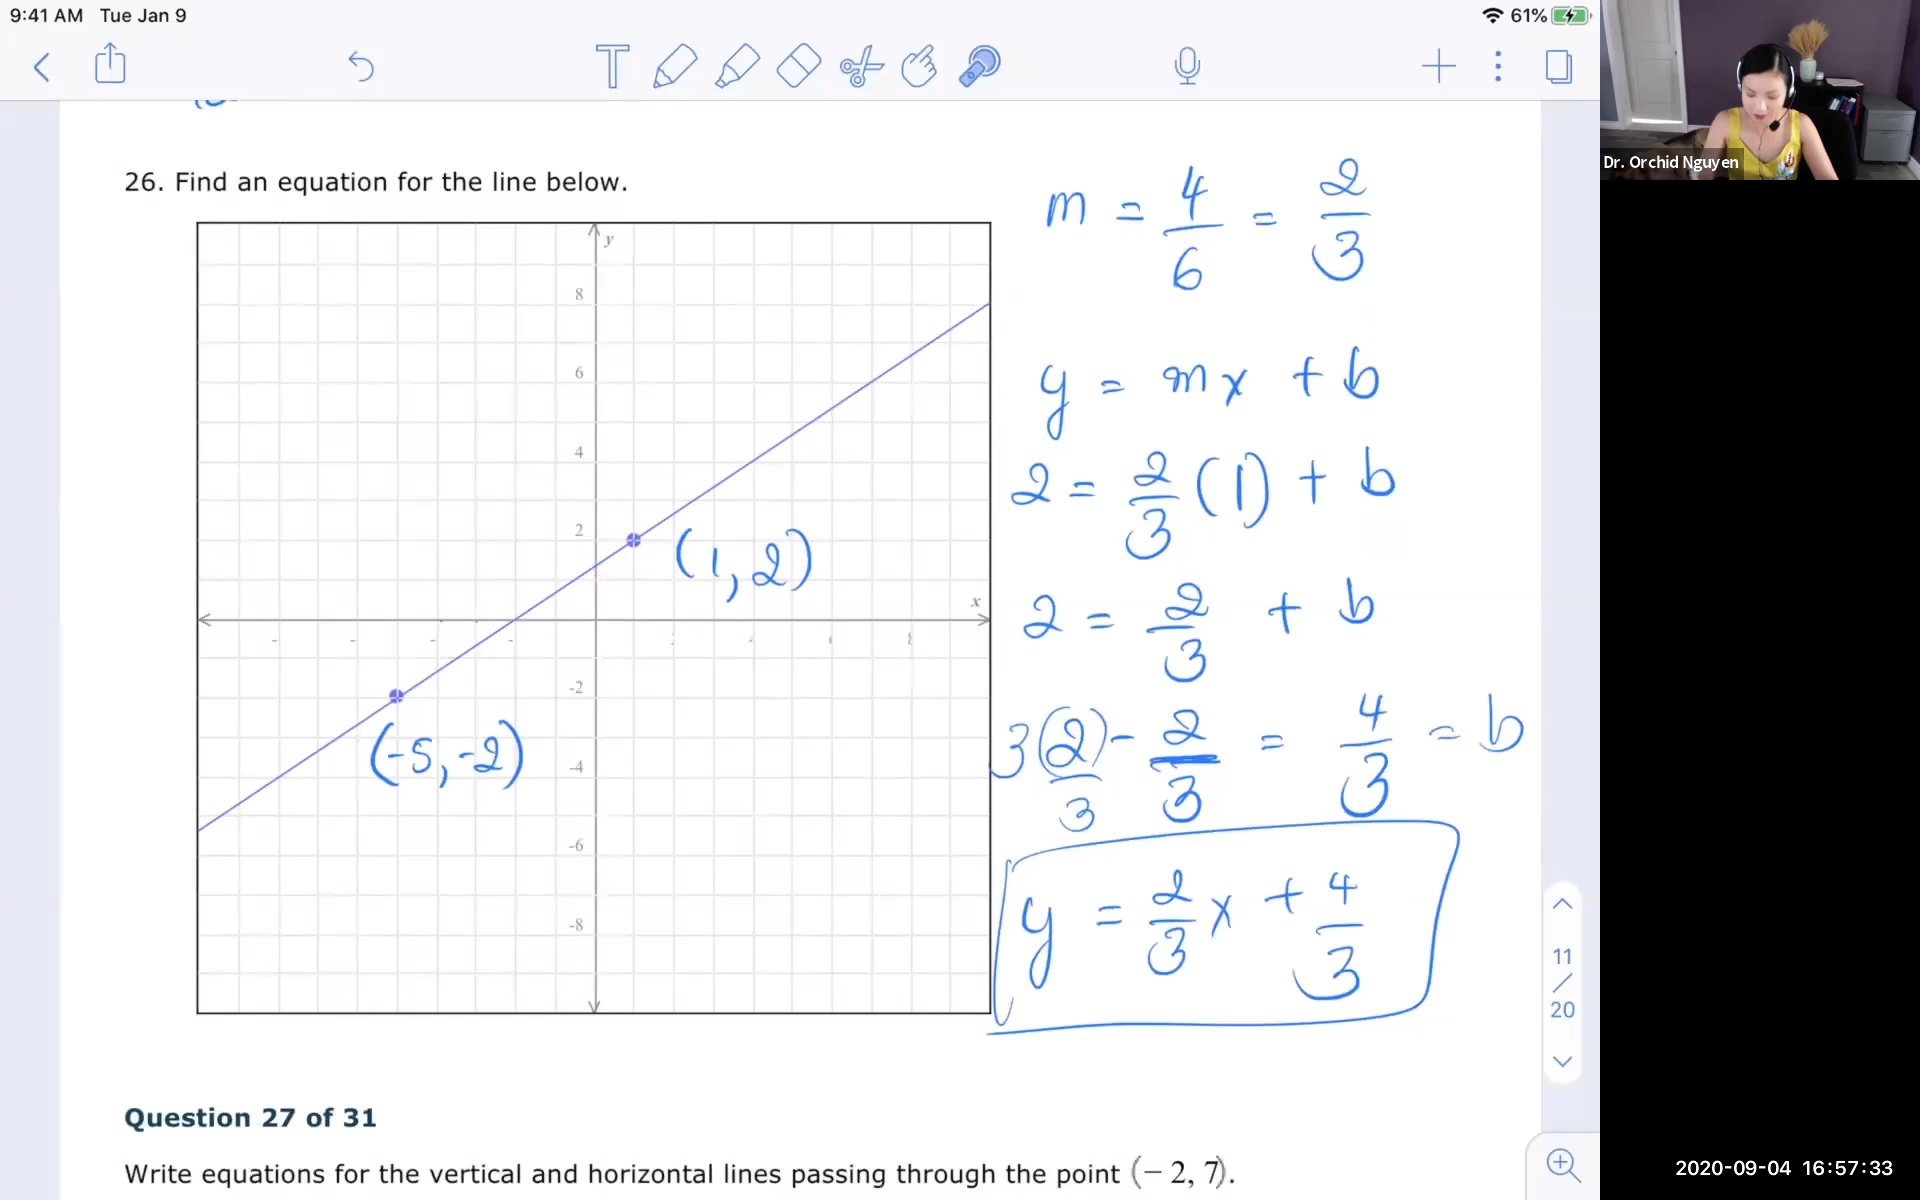 9:41 AM Tue Jan 9
61%
Dr. Orchid Nguyen
26. Find an equation for the line below.
y
8
6
4
2
x
-2
-4
-6
-8
(1, 2)
(-5, -2)
m = 4/6 = 2/3
y = mx + b
2 = 2/3 (1) + b
2 = 2/3 + b
3(2)/3 - 2/3 = 4/3 = b
y = 2/3 x + 4/3
11
/
20
Question 27 of 31
Write equations for the vertical and horizontal lines passing through the point (− 2, 7).
2020-09-04 16:57:33